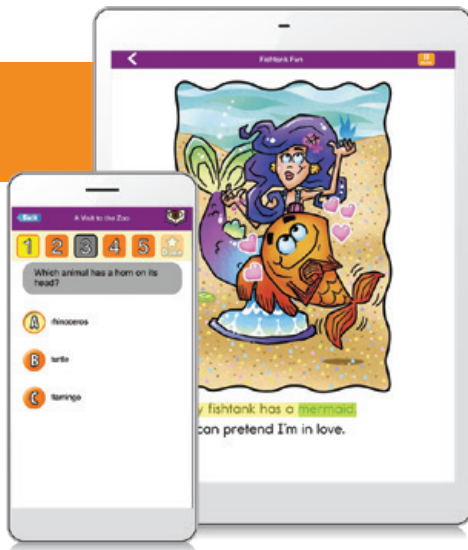 Fishtank Fun
y fishtank has a mermaid.
can pretend I'm in love.
Back
A Visit to the Zoo
1 2 3 4 5
Which animal has a horn on its
head?
A rhinoceros
B turtle
C flamingo